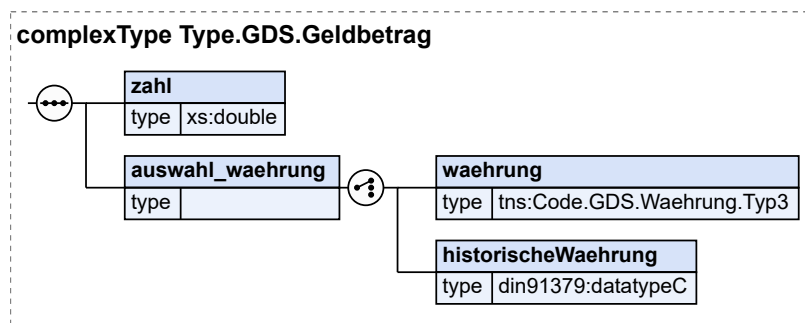 complexType Type.GDS.Geldbetrag
zahl
type xs:double
auswahl_waehrung
type
waehrung
type tns:Code.GDS.Waehrung.Typ3
historischeWaehrung
type din91379:datatypeC